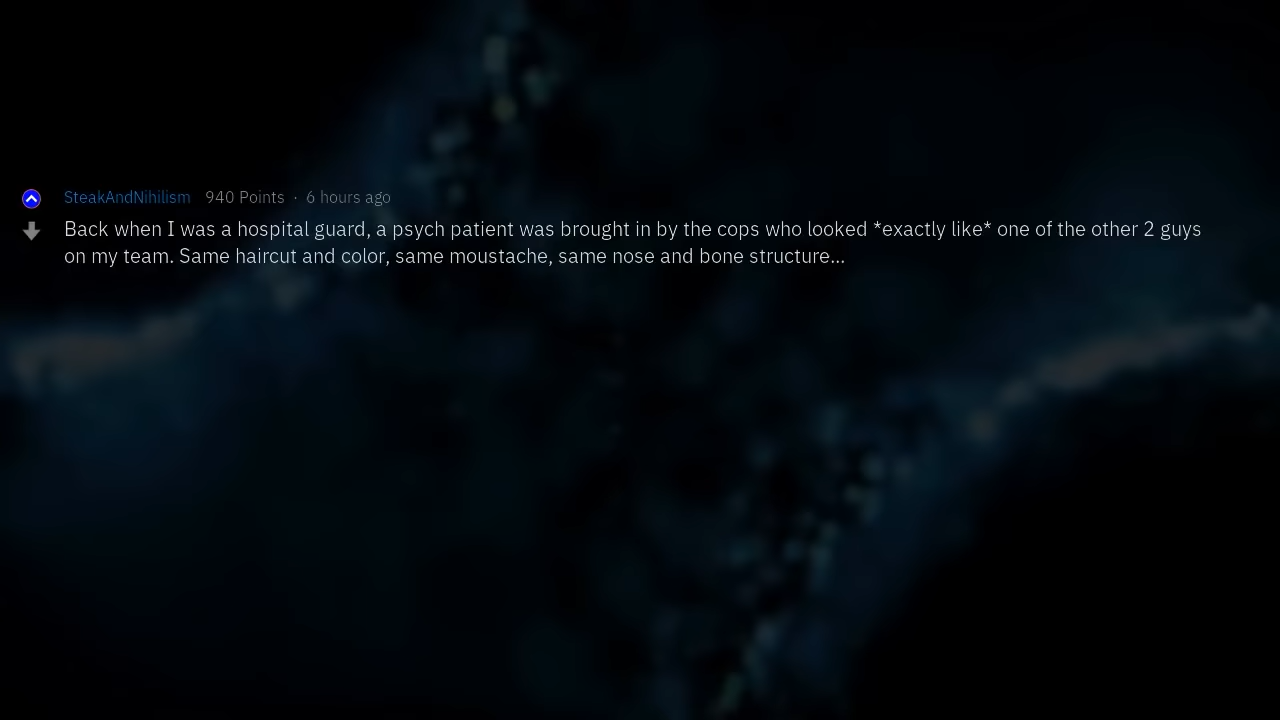 SteakAndNihilism 940 Points · 6 hours ago
Back when I was a hospital guard, a psych patient was brought in by the cops who looked *exactly like* one of the other 2 guys
on my team. Same haircut and color, same moustache, same nose and bone structure...